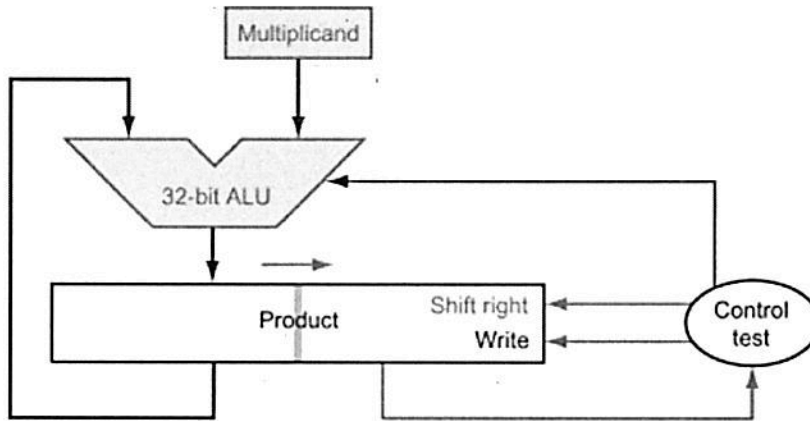 Multiplicand
32-bit ALU
Product
Shift right
Write
Control
test